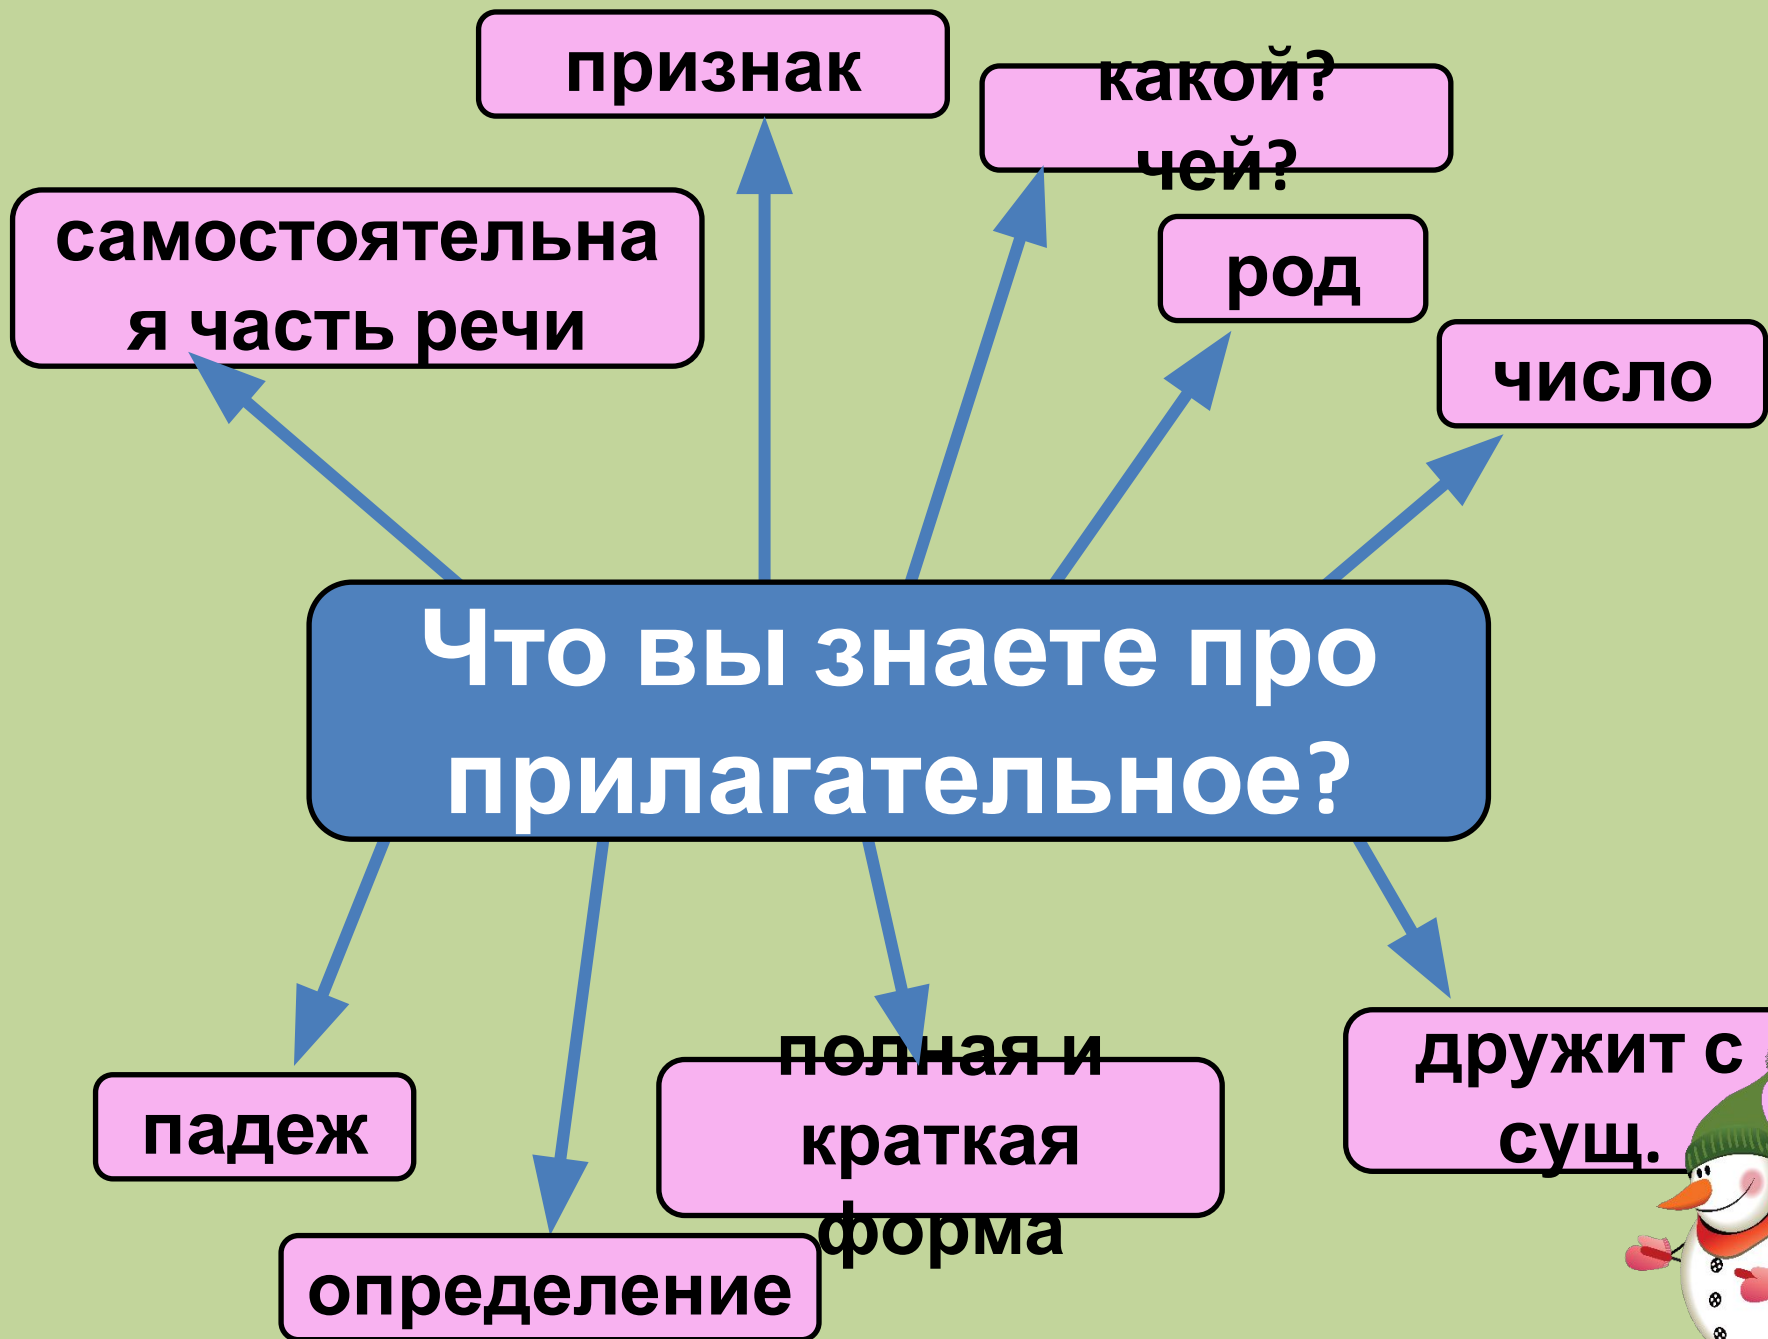 признак
какой?
чей?
самостоятельна
я часть речи
род
число
Что вы знаете про
прилагательное?
падеж
полная и
краткая
форма
дружит с
сущ.
определение